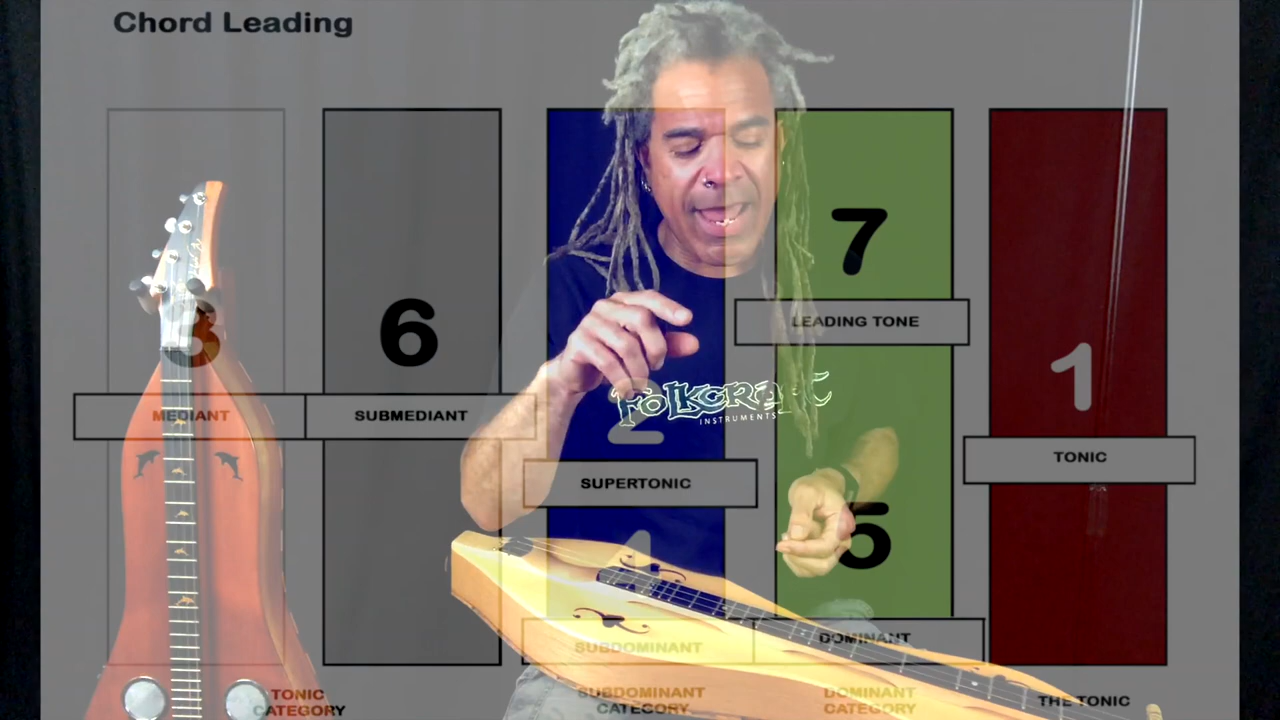 Chord Leading
7
LEADING TONE
6
3
1
MEDIANT
SUBMEDIANT
FOLKCRAFT
INSTRUMENTS
2
TONIC
SUPERTONIC
4
5
SUBDOMINANT
DOMINANT
TONIC
CATEGORY
SUBDOMINANT
CATEGORY
DOMINANT
CATEGORY
THE TONIC